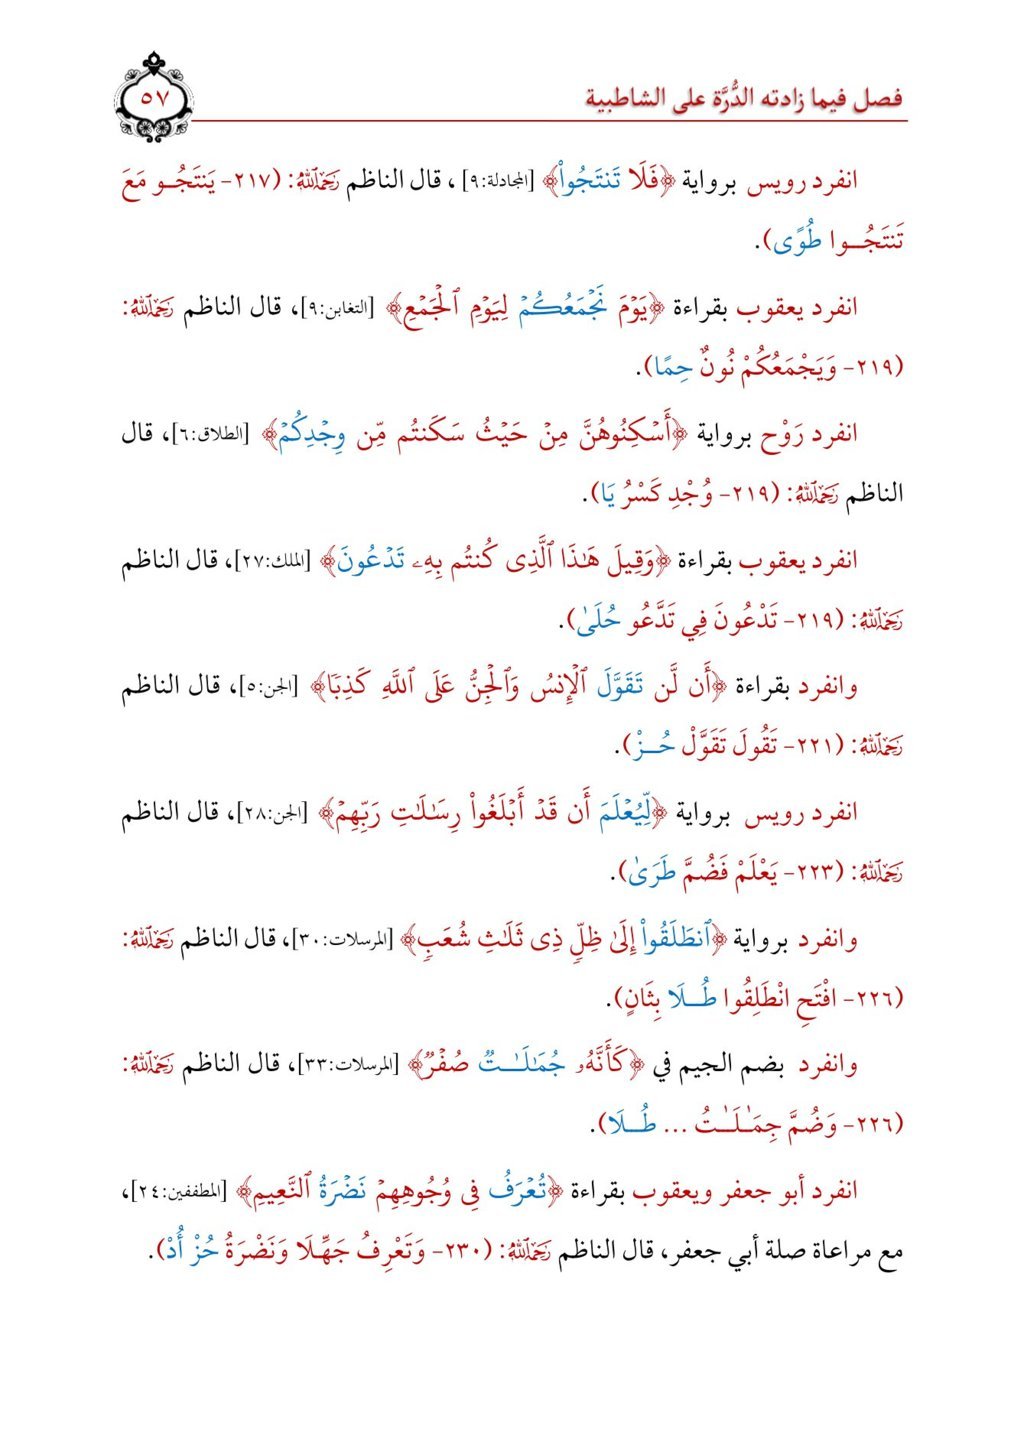 فصل فيما زادته الدُّرَّة على الشاطبية
٥٧
انفرد رويس برواية ﴿فَلَا تَنتَجُواْ﴾ [المجادلة:٩] ، قال الناظم رَحِمَهُ ٱللَّهُ: (٢١٧- يَنتَجُــو مَعَ
تَنتَجُــوا طُوًى).
انفرد يعقوب بقراءة ﴿يَوۡمَ نَجۡمَعُكُمۡ لِيَوۡمِ ٱلۡجَمۡعِ﴾ [التغابن:٩]، قال الناظم رَحِمَهُ ٱللَّهُ:
(٢١٩- وَيَجْمَعُكُمْ نُونٌ حِمًا).
انفرد رَوْح برواية ﴿أَسۡكِنُوهُنَّ مِنۡ حَيۡثُ سَكَنتُم مِّن وِجۡدِكُمۡ﴾ [الطلاق:٦]، قال
الناظم رَحِمَهُ ٱللَّهُ: (٢١٩- وُجْدِ كَسْرُ يَا).
انفرد يعقوب بقراءة ﴿وَقِيلَ هَٰذَا ٱلَّذِى كُنتُم بِهِۦ تَدۡعُونَ﴾ [الملك:٢٧]، قال الناظم
رَحِمَهُ ٱللَّهُ: (٢١٩- تَدْعُونَ فِي تَدَّعُو حُلَىٰ).
وانفرد بقراءة ﴿أَن لَّن تَقَوَّلَ ٱلۡإِنسُ وَٱلۡجِنُّ عَلَى ٱللَّهِ كَذِبٗا﴾ [الجن:٥]، قال الناظم
رَحِمَهُ ٱللَّهُ: (٢٢١- تَقُولَ تَقَوَّلْ حُــزْ).
انفرد رويس برواية ﴿لِّيُعۡلَمَ أَن قَدۡ أَبۡلَغُواْ رِسَٰلَٰتِ رَبِّهِمۡ﴾ [الجن:٢٨]، قال الناظم
رَحِمَهُ ٱللَّهُ: (٢٢٣- يَعْلَمْ فَضُمَّ طَرَىٰ).
وانفرد برواية ﴿ٱنطَلَقُواْ إِلَىٰ ظِلّٖ ذِى ثَلَٰثِ شُعَبٖ﴾ [المرسلات:٣٠]، قال الناظم رَحِمَهُ ٱللَّهُ:
(٢٢٦- افْتَحِ انْطَلِقُوا طُــلَا بِثَانٍ).
وانفرد بضم الجيم في ﴿كَأَنَّهُۥ جُمَٰلَٰــتٞ صُفۡرٞ﴾ [المرسلات:٣٣]، قال الناظم رَحِمَهُ ٱللَّهُ:
(٢٢٦- وَضُمَّ جِمَٰـلَـٰتُ ... طُــلَا).
انفرد أبو جعفر ويعقوب بقراءة ﴿تُعۡرَفُ فِى وُجُوهِهِمۡ نَضۡرَةُ ٱلنَّعِيمِ﴾ [المطففين:٢٤]،
مع مراعاة صلة أبي جعفر، قال الناظم رَحِمَهُ ٱللَّهُ: (٢٣٠- وَتَعْرِفُ جَهِّلَا وَنَضْرَةُ حُزْ أُدْ).